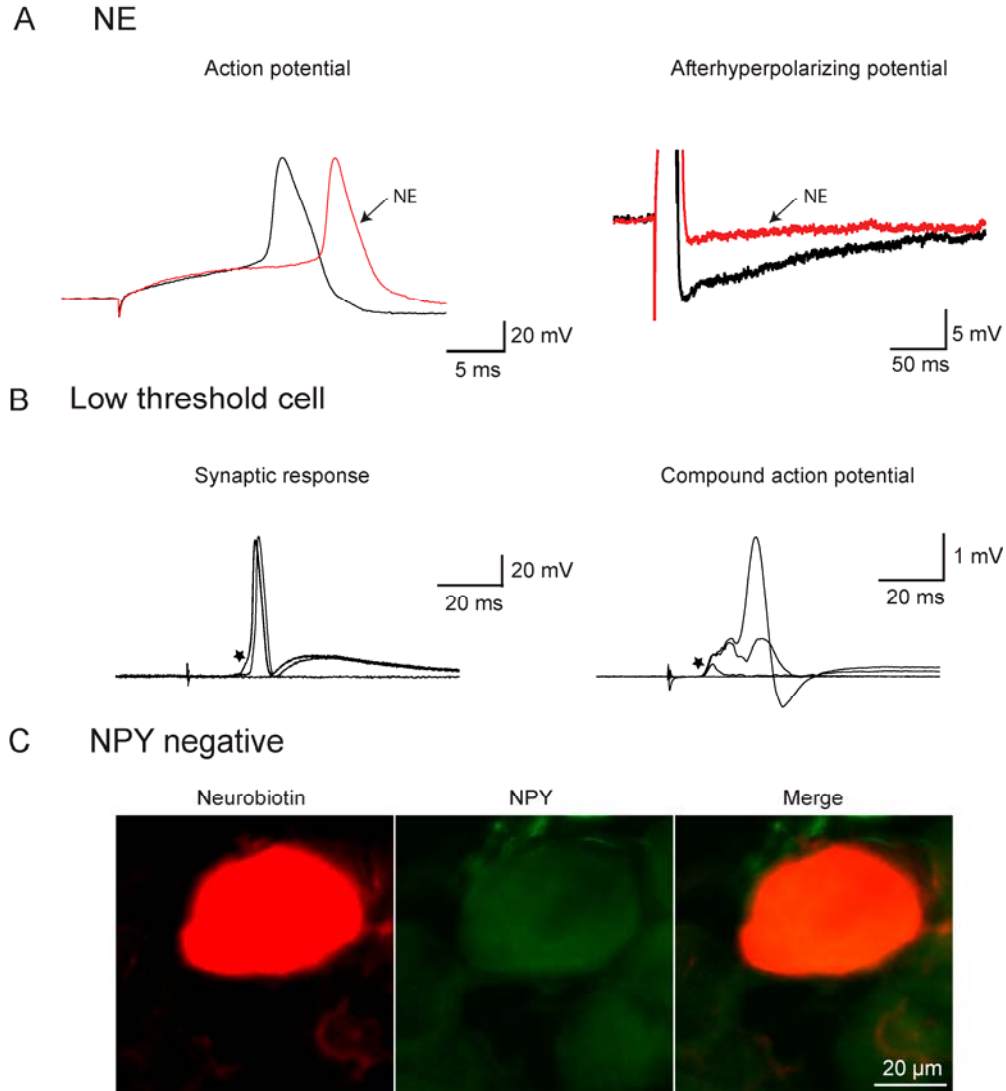 A NE
Action potential
Afterhyperpolarizing potential
NE
NE
20 mV
5 ms
5 mV
50 ms
B Low threshold cell
Synaptic response
Compound action potential
20 mV
20 ms
1 mV
20 ms
C NPY negative
Neurobiotin
NPY
Merge
20 µm